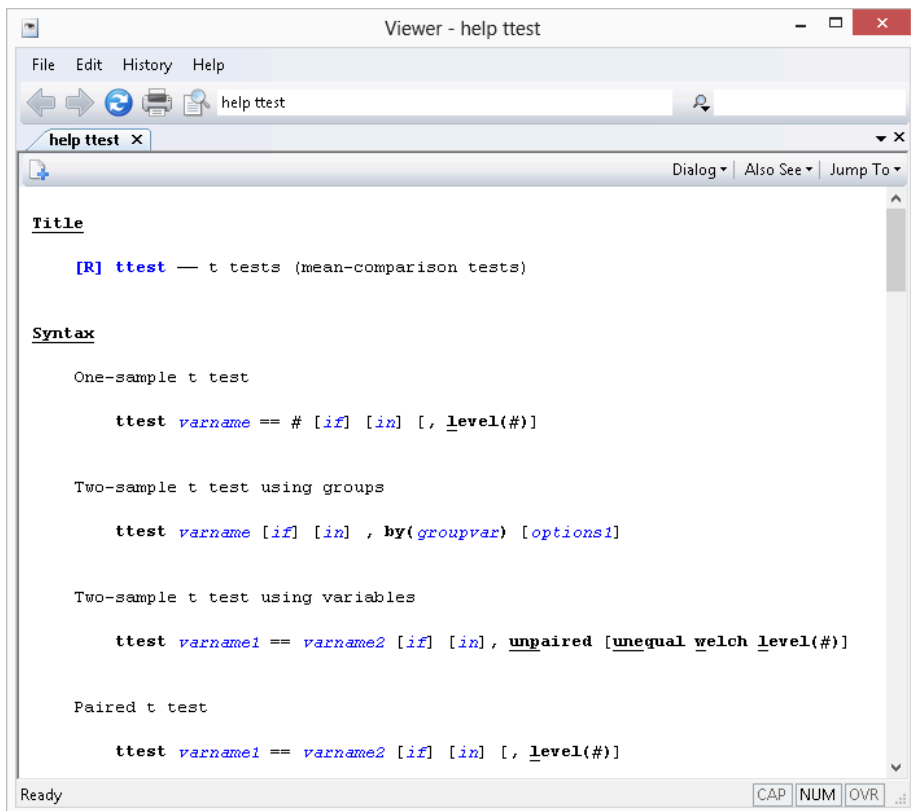 Viewer - help ttest
File Edit History Help
help ttest
help ttest X
Dialog Also See Jump To
Title
[R] ttest — t tests (mean-comparison tests)
Syntax
One-sample t test
ttest varname == # [if] [in] [, level(#)]
Two-sample t test using groups
ttest varname [if] [in] , by(groupvar) [options1]
Two-sample t test using variables
ttest varname1 == varname2 [if] [in], unpaired [unequal welch level(#)]
Paired t test
ttest varname1 == varname2 [if] [in] [, level(#)]
Ready CAP NUM OVR